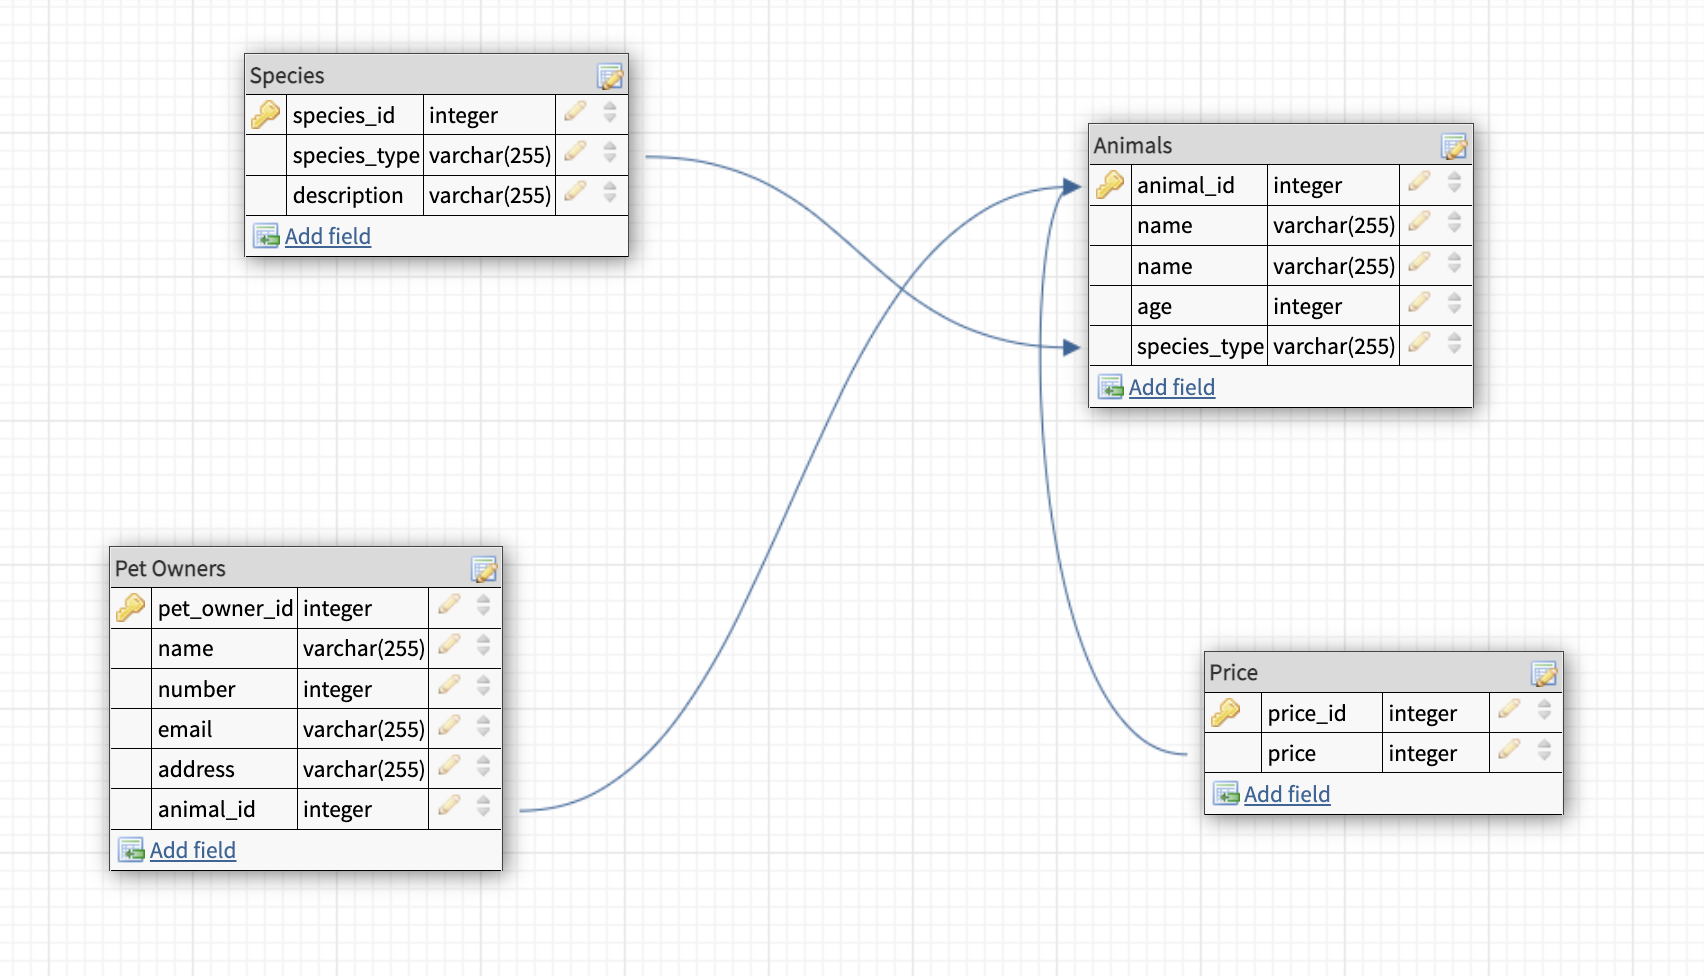 Species
species_id integer
species_type varchar(255)
description varchar(255)
Add field
Animals
animal_id integer
name varchar(255)
name varchar(255)
age integer
species_type varchar(255)
Add field
Pet Owners
pet_owner_id integer
name varchar(255)
number integer
email varchar(255)
address varchar(255)
animal_id integer
Add field
Price
price_id integer
price integer
Add field